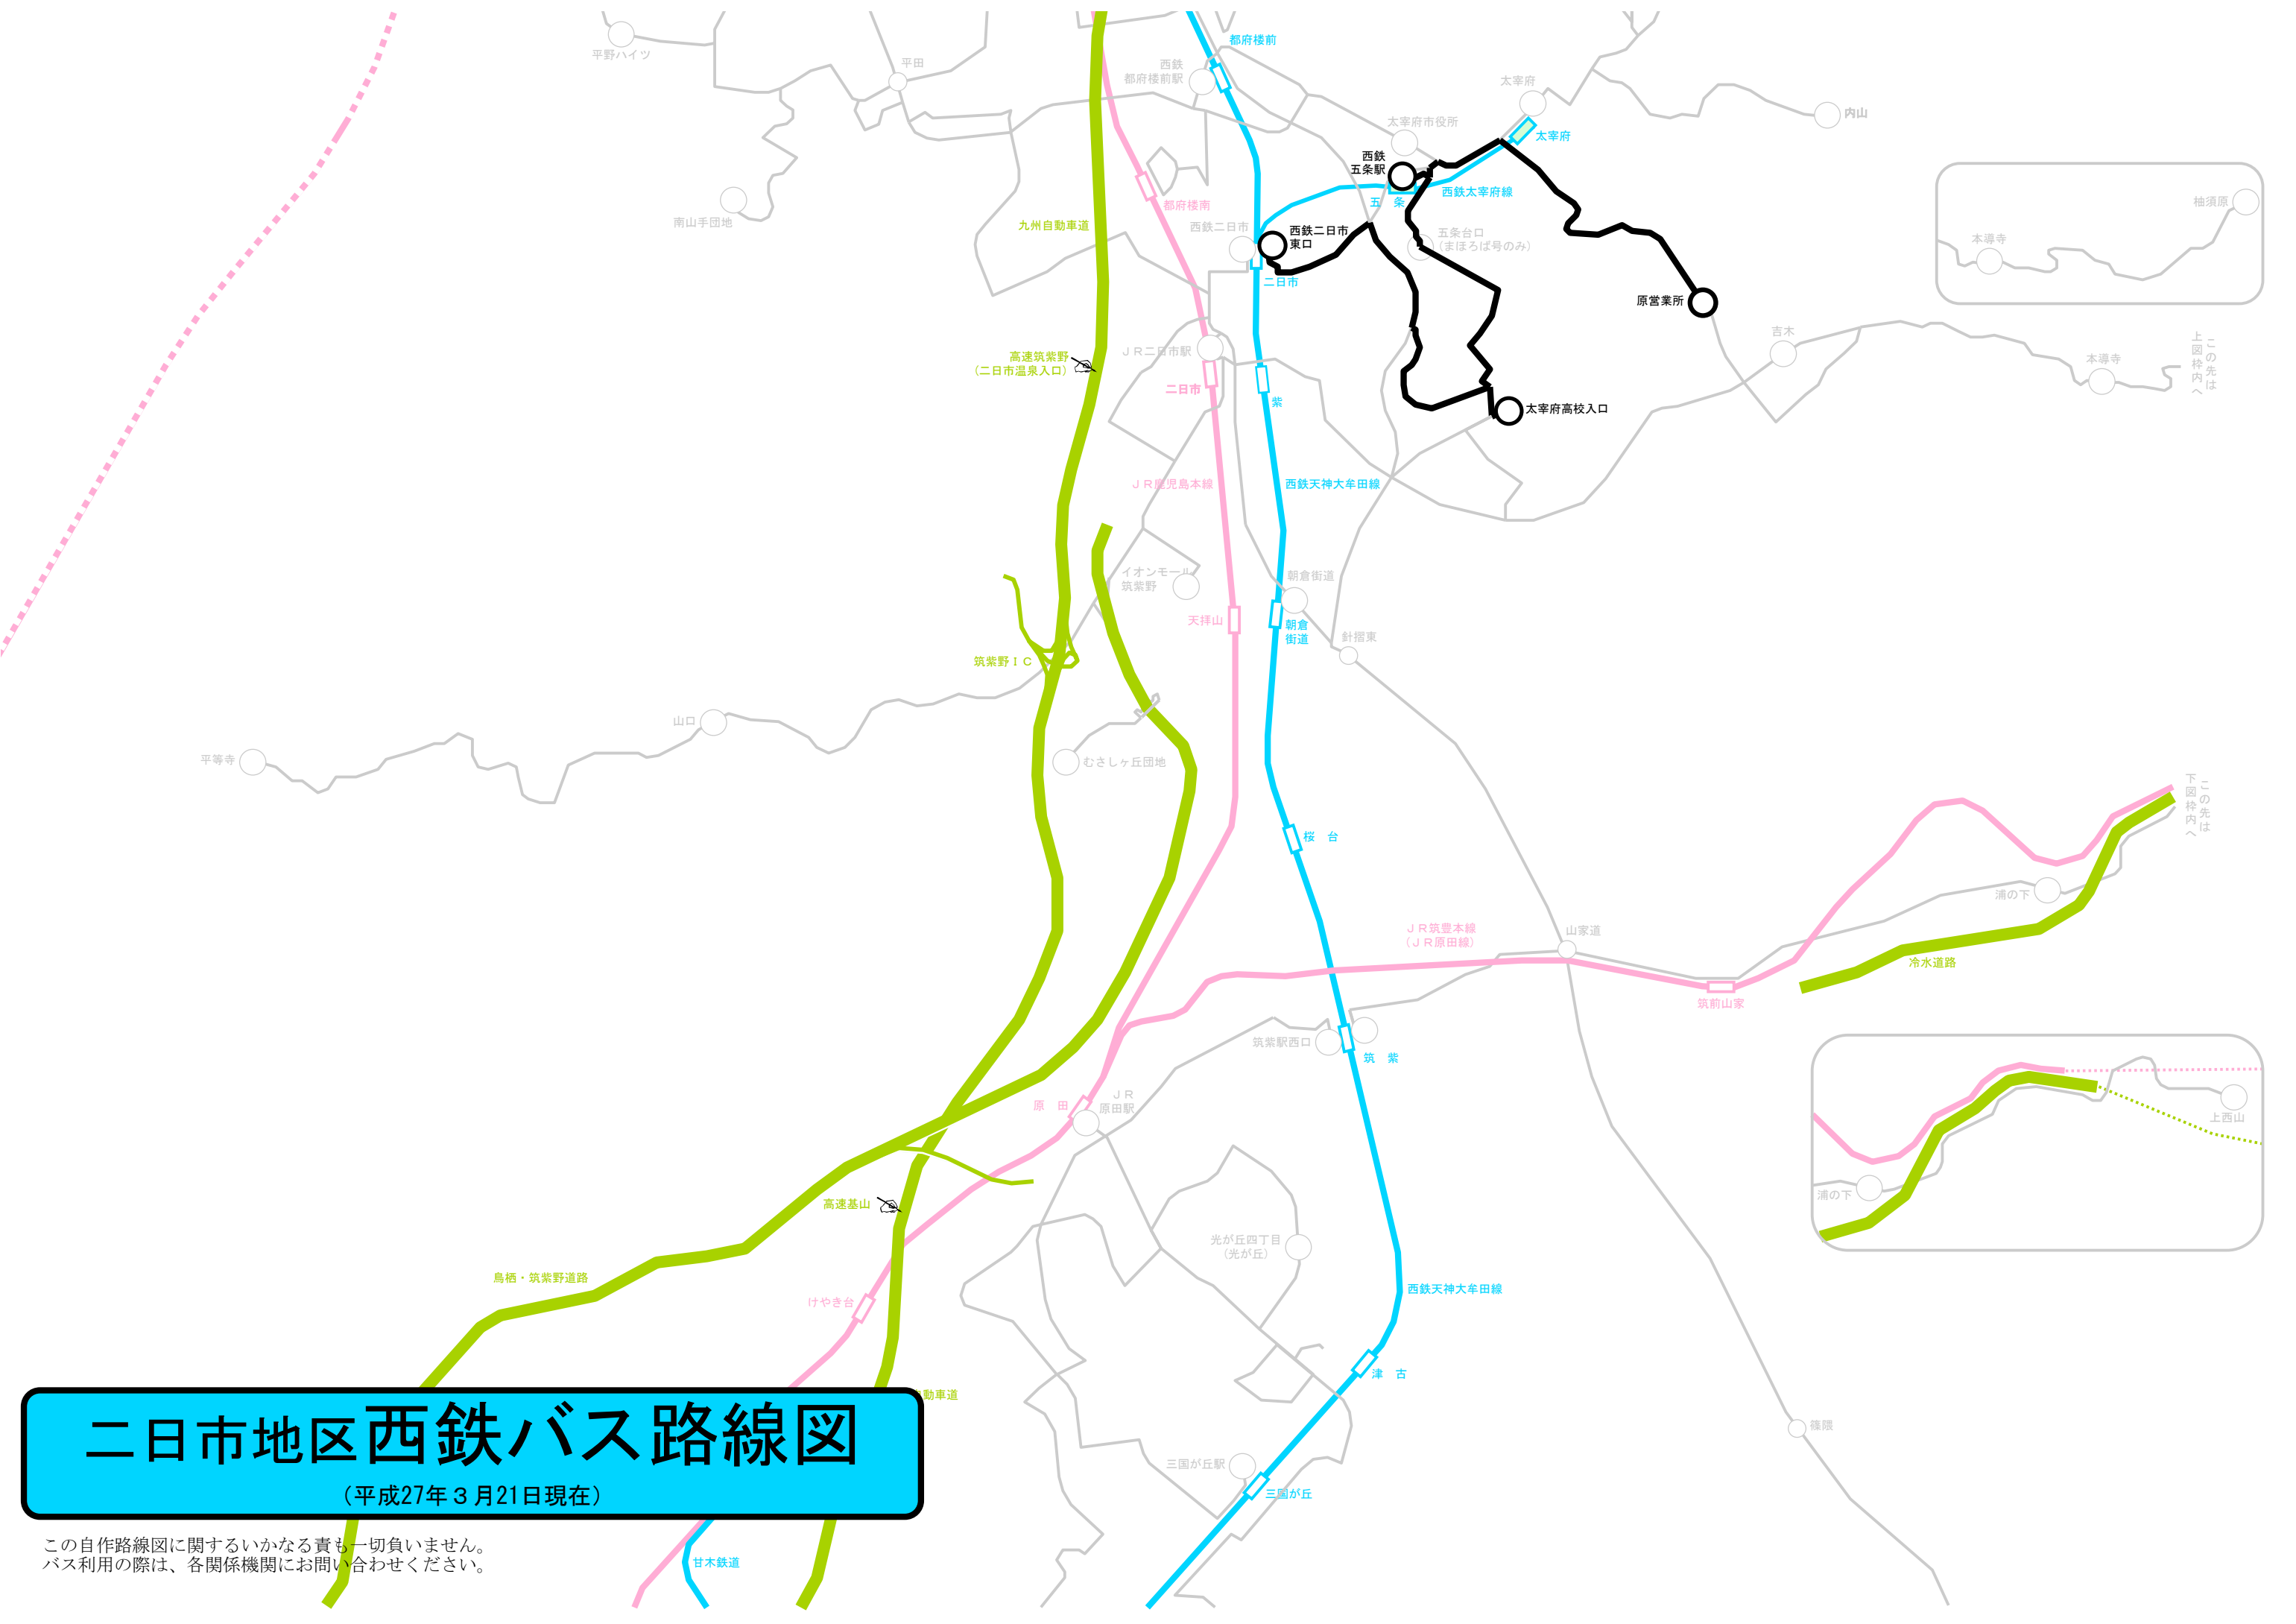 平野ハイツ
平田
西鉄
都府楼前駅
都府楼前
太宰府
内山
太宰府市役所
太宰府
西鉄
五条駅
西鉄太宰府線
五　条
南山手団地
九州自動車道
都府楼南
西鉄二日市
西鉄二日市
東口
五条台口
（まほろば号のみ）
二日市
原営業所
柚須原
本導寺
吉木
本導寺
この先は
上図枠内へ
高速筑紫野
（二日市温泉入口）
ＪＲ二日市駅
二日市
紫
太宰府高校入口
ＪＲ鹿児島本線
西鉄天神大牟田線
イオンモール
筑紫野
朝倉街道
天拝山
朝倉
街道
針摺東
筑紫野ＩＣ
山口
平等寺
むさしヶ丘団地
桜　台
この先は
下図枠内へ
浦の下
ＪＲ筑豊本線
（ＪＲ原田線）
山家道
冷水道路
筑前山家
筑紫駅西口
筑　紫
原　田
ＪＲ
原田駅
上西山
浦の下
高速基山
光が丘四丁目
（光が丘）
鳥栖・筑紫野道路
けやき台
西鉄天神大牟田線
津　古
動車道
篠隈
三国が丘駅
三国が丘
二日市地区西鉄バス路線図
（平成27年３月21日現在）
この自作路線図に関するいかなる責も一切負いません。
バス利用の際は、各関係機関にお問い合わせください。
甘木鉄道